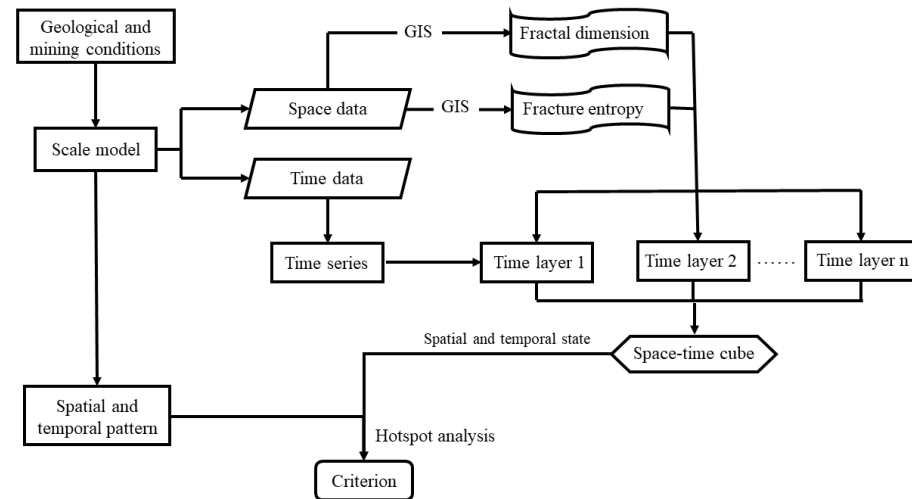 Geological and
mining conditions
GIS
Fractal dimension
Space data
GIS
Fracture entropy
Scale model
Time data
Time series
Time layer 1
Time layer 2
......
Time layer n
Spatial and temporal state
Space-time cube
Spatial and
temporal pattern
Hotspot analysis
Criterion